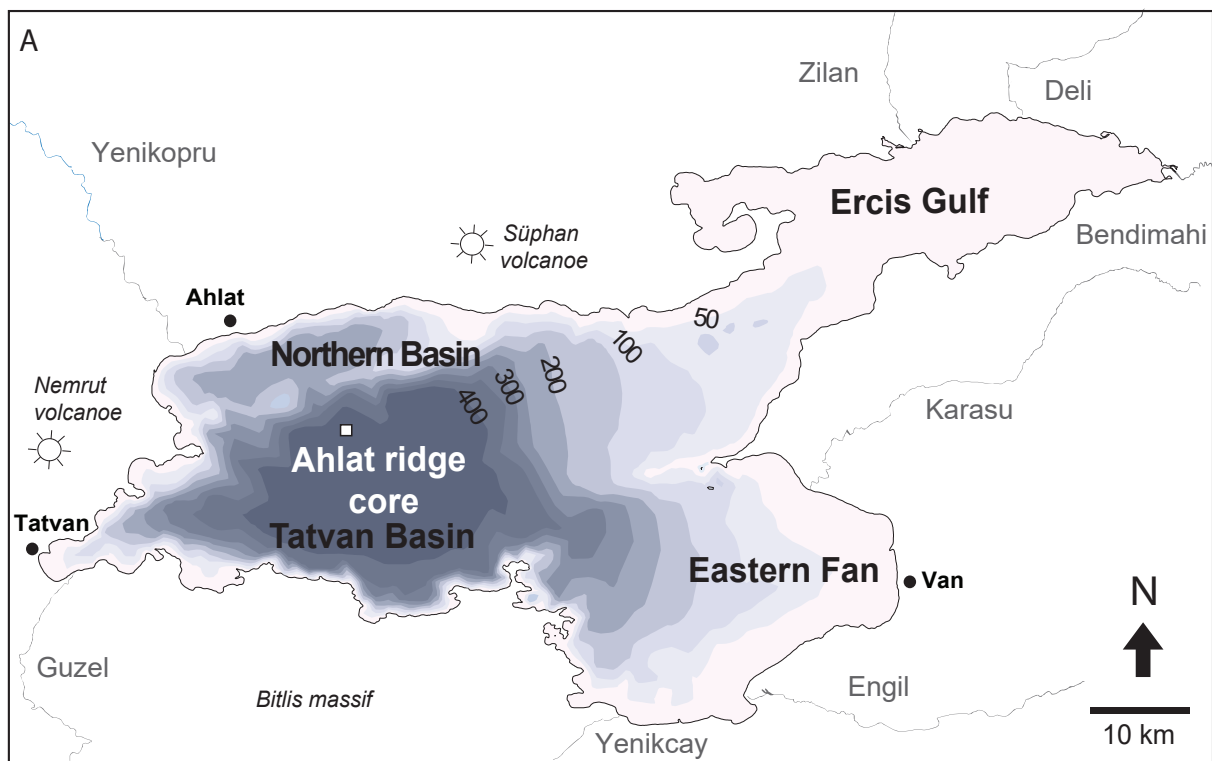 A
Zilan
Deli
Yenikopru
Ercis Gulf
Bendimahi
Süphan
volcanoe
Ahlat
50
100
200
300
400
Northern Basin
Nemrut
volcanoe
Karasu
Ahlat ridge
core
Tatvan Basin
Tatvan
Eastern Fan
Van
N
Guzel
Bitlis massif
Engil
Yenikcay
10 km